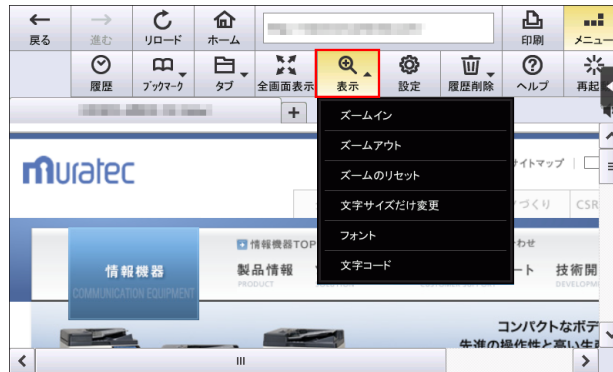 戻る 進む リロード ホーム 印刷 メニュー
履歴 ブックマーク タブ 全画面表示 表示 設定 履歴削除 ヘルプ 再起
+
ズームイン
ズームアウト
ズームのリセット
文字サイズだけ変更
フォント
文字コード
muratec
サイトマップ
づくり CSR
情報機器TOP わせ
情報機器
COMMUNICATION EQUIPMENT
製品情報 ート 技術開
PRODUCT DEVELOPM
コンパクトなボデ
先進の操作性と高い生産